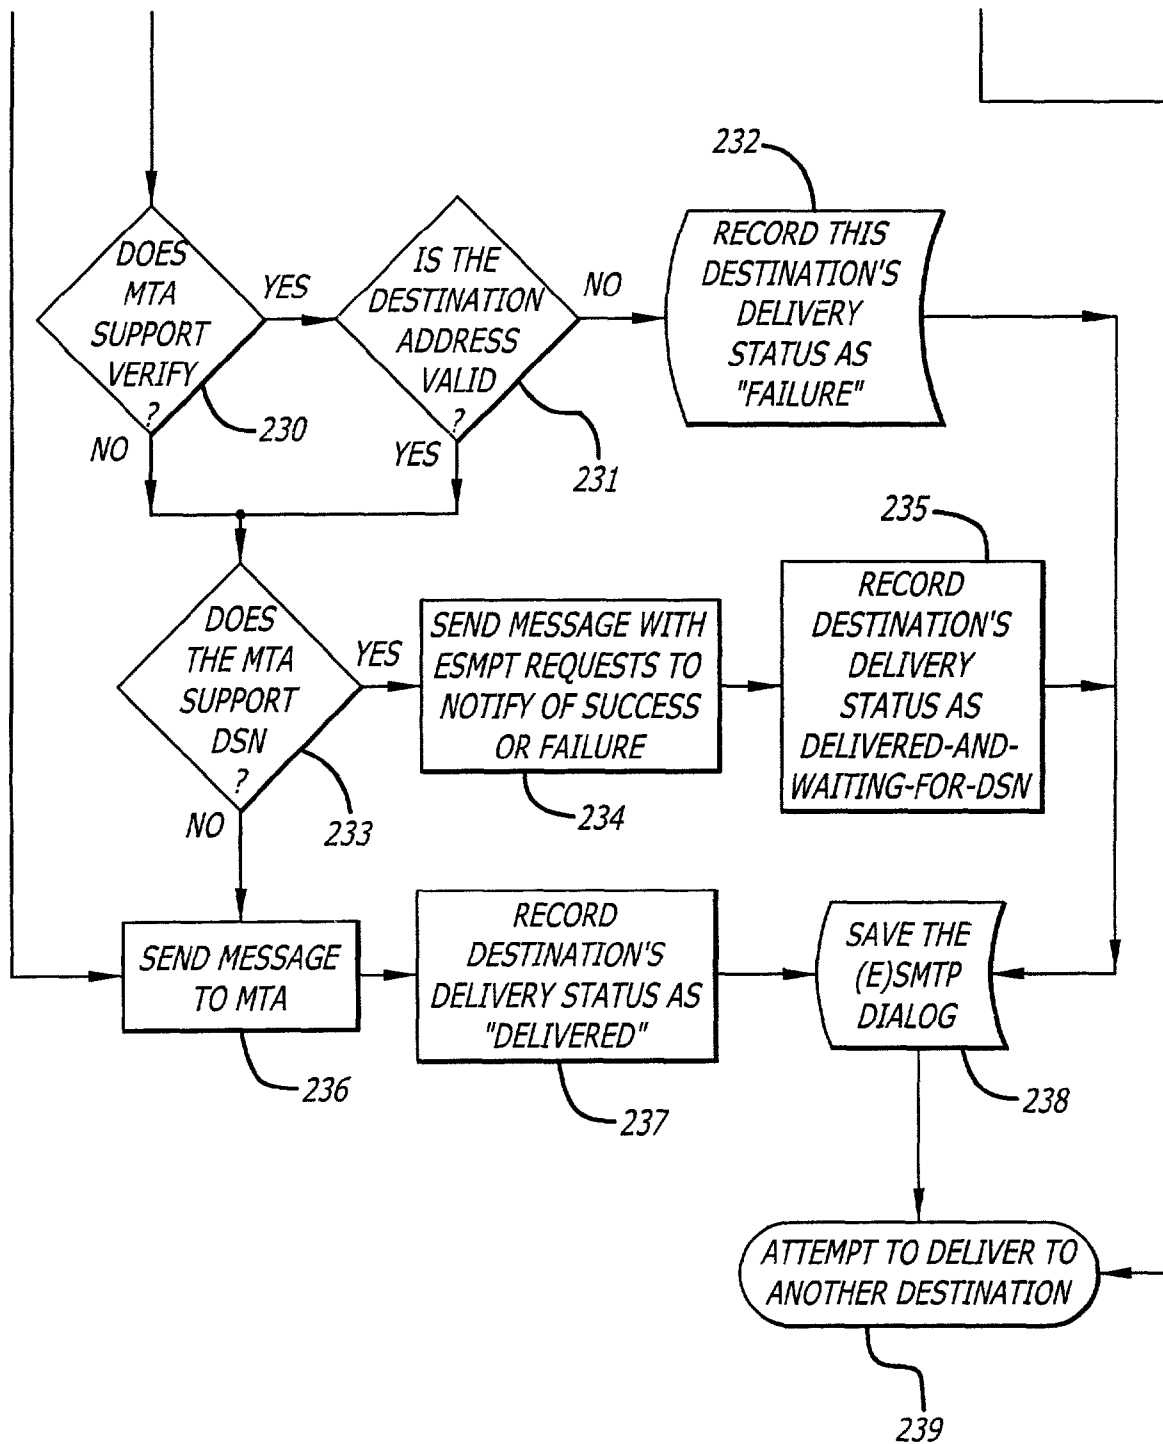 232
DOES
MTA
SUPPORT
VERIFY
?
YES
NO
230
IS THE
DESTINATION
ADDRESS
VALID
?
NO
YES
231
RECORD THIS
DESTINATION'S
DELIVERY
STATUS AS
"FAILURE"
235
DOES
THE MTA
SUPPORT
DSN
?
YES
NO
233
SEND MESSAGE WITH
ESMPT REQUESTS TO
NOTIFY OF SUCCESS
OR FAILURE
234
RECORD
DESTINATION'S
DELIVERY
STATUS AS
DELIVERED-AND-
WAITING-FOR-DSN
SEND MESSAGE
TO MTA
236
RECORD
DESTINATION'S
DELIVERY STATUS AS
"DELIVERED"
237
SAVE THE
(E)SMTP
DIALOG
238
ATTEMPT TO DELIVER TO
ANOTHER DESTINATION
239